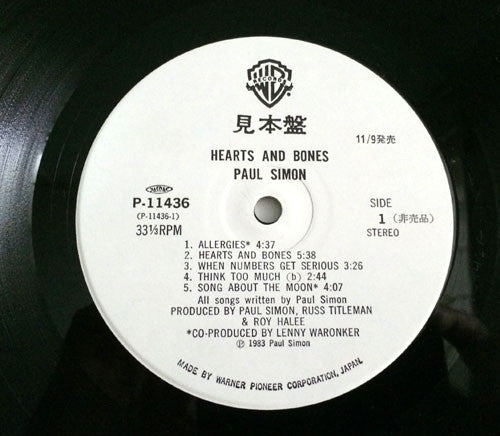 WB
RECORDS
見本盤
11/9発売
HEARTS AND BONES
PAUL SIMON
P-11436
(P-11436-1)
33⅓RPM
SIDE
1 (非売品)
STEREO
1. ALLERGIES* 4:37
2. HEARTS AND BONES 5:38
3. WHEN NUMBERS GET SERIOUS 3:26
4. THINK TOO MUCH (b) 2:44
5. SONG ABOUT THE MOON* 4:07
All songs written by Paul Simon
PRODUCED BY PAUL SIMON, RUSS TITLEMAN
& ROY HALEE
*CO-PRODUCED BY LENNY WARONKER
℗ 1983 Paul Simon
MADE BY WARNER PIONEER CORPORATION, JAPAN.